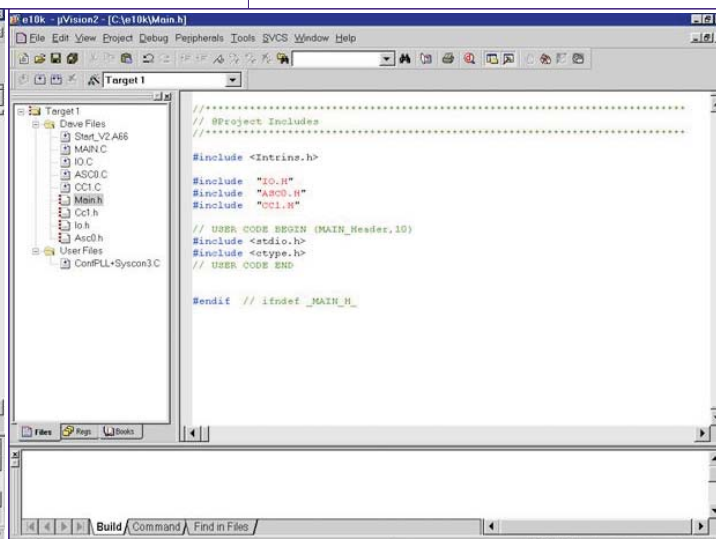 e10k - µVision2 - [C:\e10k\Main.h]
File Edit View Project Debug Peripherals Tools SVCS Window Help
Target 1
Target 1
Dave Files
Start_V2.A66
MAIN.C
IO.C
ASC0.C
CC1.C
Main.h
Cc1.h
Io.h
Asc0.h
User Files
ConfPLL+Syscon3.C
Files Regs Books
//****************************************************************************
// @Project Includes
//****************************************************************************
#include <Intrins.h>
#include "IO.H"
#include "ASC0.H"
#include "CC1.H"
// USER CODE BEGIN (MAIN_Header,10)
#include <stdio.h>
#include <ctype.h>
// USER CODE END
#endif // ifndef _MAIN_H_
Build Command Find in Files